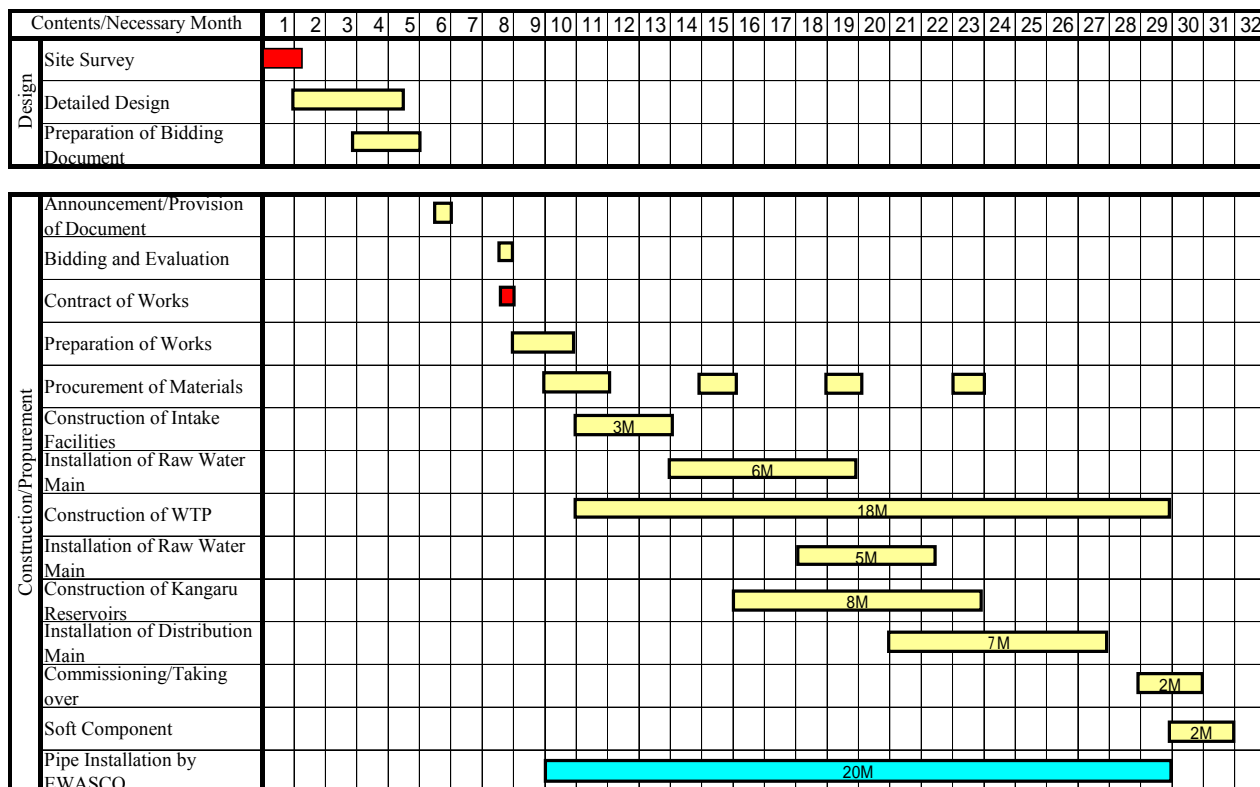 Contents/Necessary Month 1 2 3 4 5 6 7 8 9 10 11 12 13 14 15 16 17 18 19 20 21 22 23 24 25 26 27 28 29 30 31 32
Design
Site Survey
Detailed Design
Preparation of Bidding
Document
Construction/Propurement
Announcement/Provision
of Document
Bidding and Evaluation
Contract of Works
Preparation of Works
Procurement of Materials
Construction of Intake
Facilities
3M
Installation of Raw Water
Main
6M
Construction of WTP
18M
Installation of Raw Water
Main
5M
Construction of Kangaru
Reservoirs
8M
Installation of Distribution
Main
7M
Commissioning/Taking
over
2M
Soft Component
2M
Pipe Installation by
EWASCO
20M